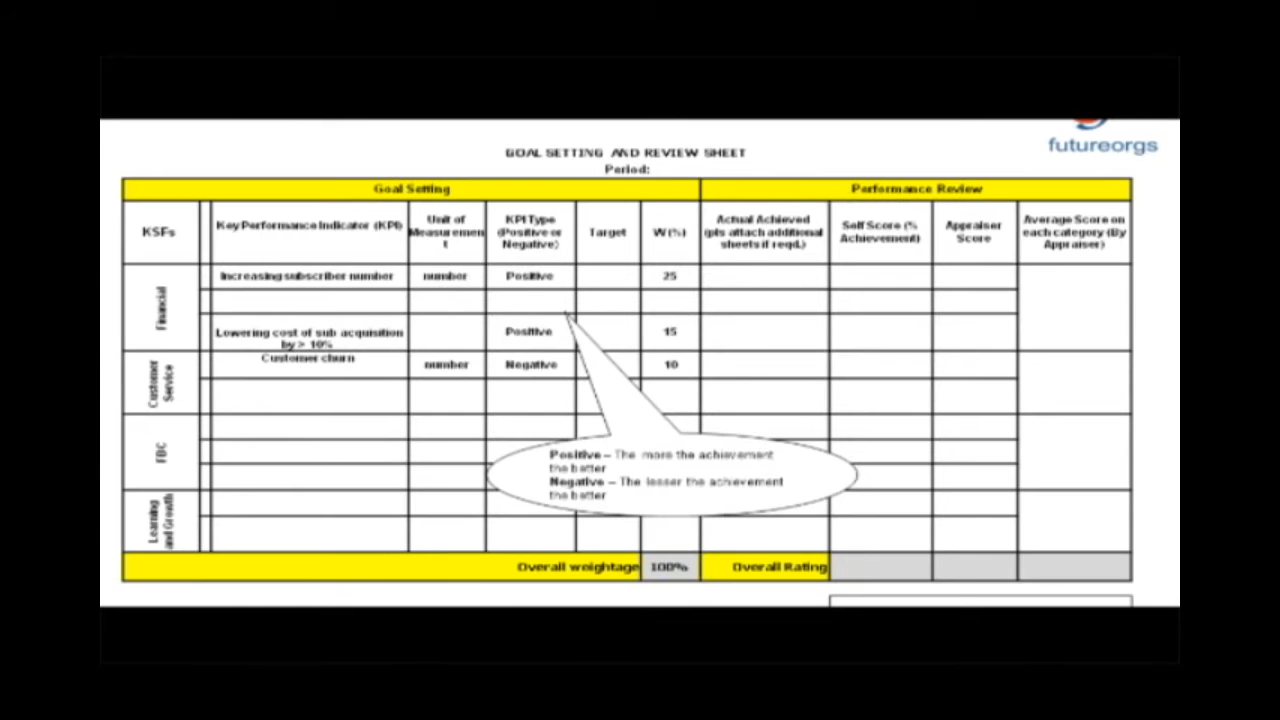 futureorgs
GOAL SETTING AND REVIEW SHEET
Period:
Goal Setting
Performance Review
KSFs
Key Performance Indicator (KPI)
Unit of
Measuremen
t
KPI Type
(Positive or
Negative)
Target
W (%)
Actual Achieved
(pls attach additional
sheets if reqd.)
Self Score (%
Achievement)
Appraiser
Score
Average Score on
each category (By
Appraiser)
Financial
Increasing subscriber number
number
Positive
25
Lowering cost of sub acquisition
by > 10%
Positive
15
Customer
Service
Customer churn
number
Negative
10
FBC
Learning
and Growth
Positive – The more the achievement
the better
Negative – The lesser the achievement
the better
Overall weightage
100%
Overall Rating